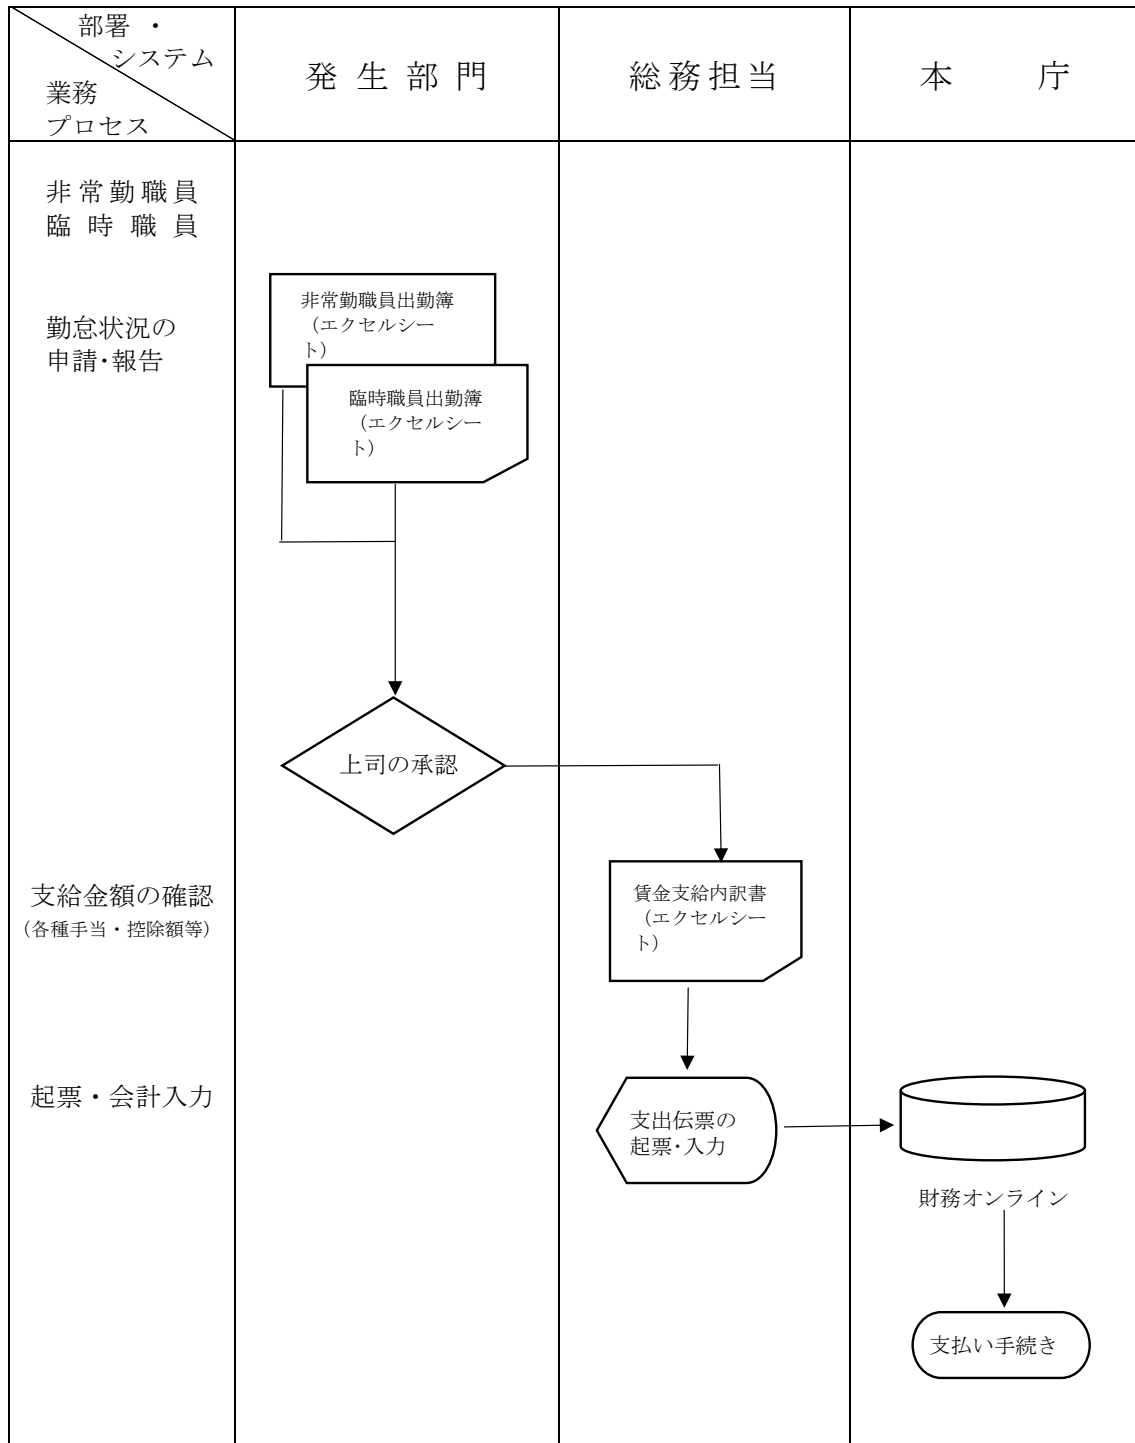 部署 ・
システム
業務
プロセス
発 生 部 門
総務担当
本 庁
非常勤職員
臨 時 職 員
勤怠状況の
申請･報告
非常勤職員出勤簿
（エクセルシー
ト）
臨時職員出勤簿
（エクセルシー
ト）
上司の承認
支給金額の確認
（各種手当・控除額等）
賃金支給内訳書
（エクセルシー
ト）
起票・会計入力
支出伝票の
起票･入力
財務オンライン
支払い手続き